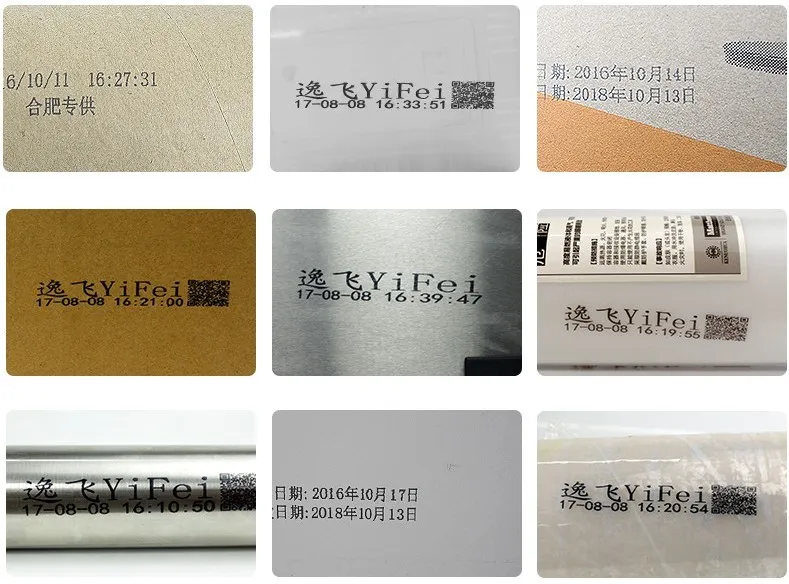 6/10/11 16:27:31
合肥专供
逸飞YiFei
17-08-08 16:33:51
日期:2016年10月14日
日期:2018年10月13日
逸飞YiFei
17-08-08 16:21:00
逸飞YiFei
17-08-08 16:39:47
逸飞YiFei
17-08-08 16:19:55
逸飞YiFei
17-08-08 16:10:50
日期:2016年10月17日
日期:2018年10月13日
逸飞YiFei
17-08-08 16:20:54